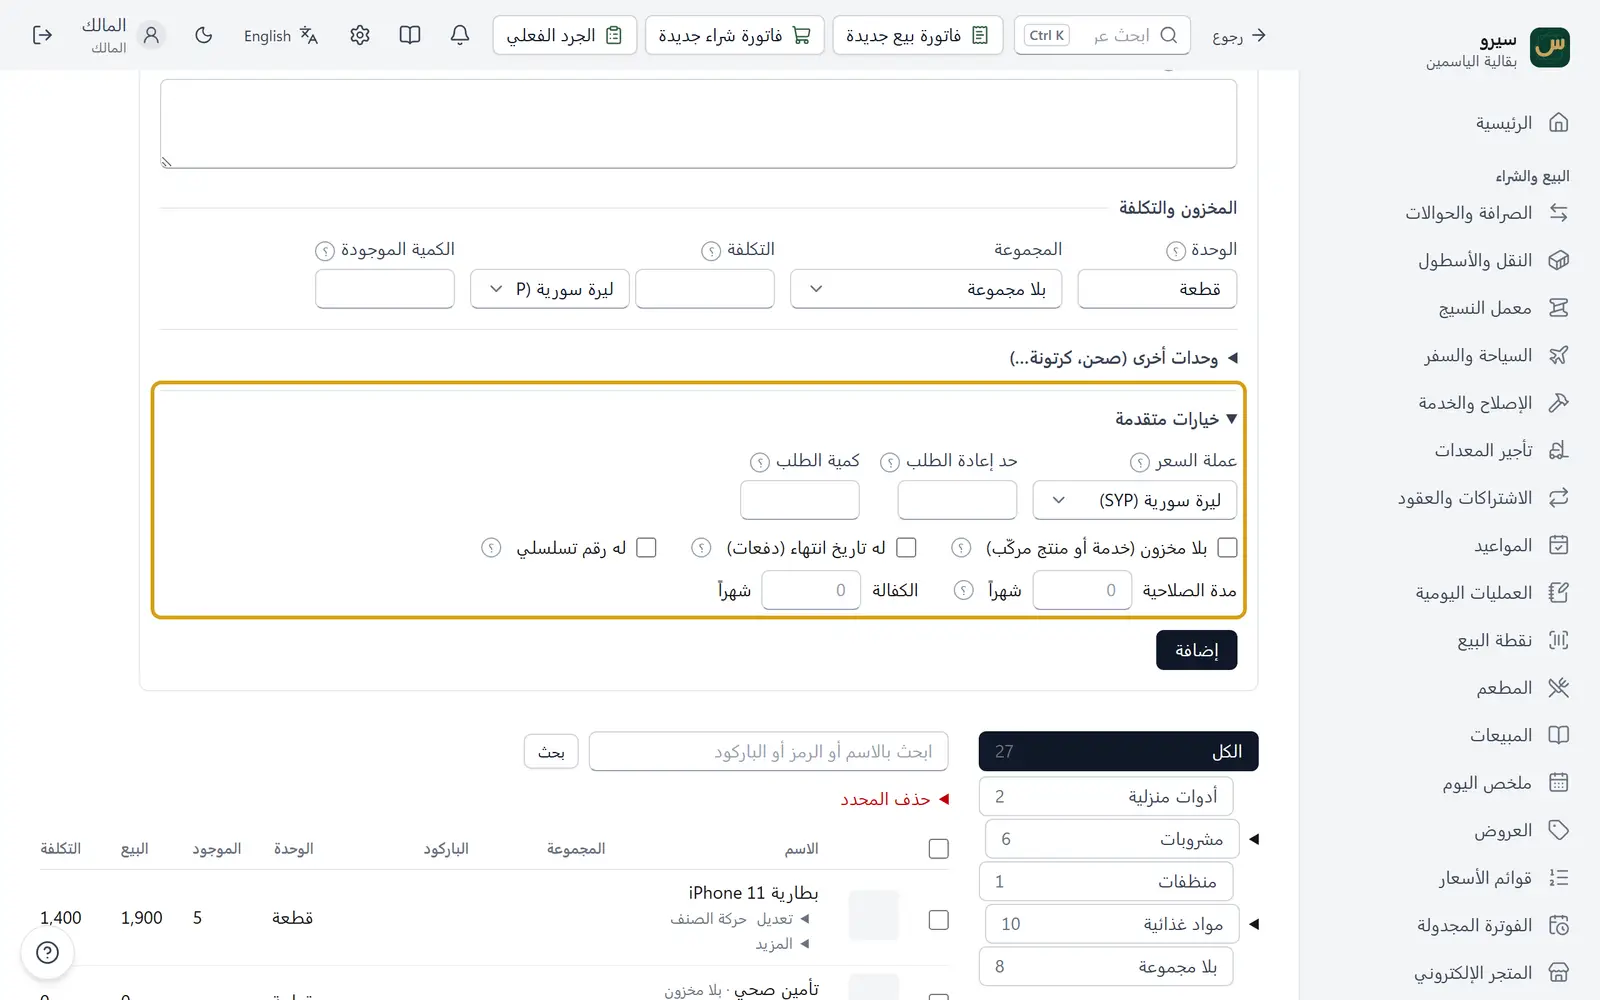 سيرو
بقالية الياسمين
رجوع
ابحث عر
Ctrl K
فاتورة بيع جديدة
فاتورة شراء جديدة
الجرد الفعلي
English
المالك
المالك
الرئيسية
البيع والشراء
الصرافة والحوالات
النقل والأسطول
معمل النسيج
السياحة والسفر
الإصلاح والخدمة
تأجير المعدات
الاشتراكات والعقود
المواعيد
العمليات اليومية
نقطة البيع
المطعم
المبيعات
ملخص اليوم
العروض
قوائم الأسعار
الفوترة المجدولة
المتجر الإلكتروني
المخزون والتكلفة
الوحدة ؟
المجموعة
التكلفة ؟
الكمية الموجودة ؟
قطعة
بلا مجموعة
ليرة سورية (P
وحدات أخرى (صحن، كرتونة...)
خيارات متقدمة
عملة السعر ؟
حد إعادة الطلب ؟
كمية الطلب ؟
ليرة سورية (SYP)
بلا مخزون (خدمة أو منتج مركّب) ؟
له تاريخ انتهاء (دفعات) ؟
له رقم تسلسلي ؟
مدة الصلاحية 0 شهراً ؟
الكفالة 0 شهراً
إضافة
الكل 27
أدوات منزلية 2
مشروبات 6
منظفات 1
مواد غذائية 10
بلا مجموعة 8
ابحث بالاسم أو الرمز أو الباركود
بحث
حذف المحدد
الاسم المجموعة الباركود الوحدة الموجود البيع التكلفة
بطارية iPhone 11
تعديل حركة الصنف
المزيد
قطعة 5 1,900 1,400
تأمين صحي · بلا مخزون